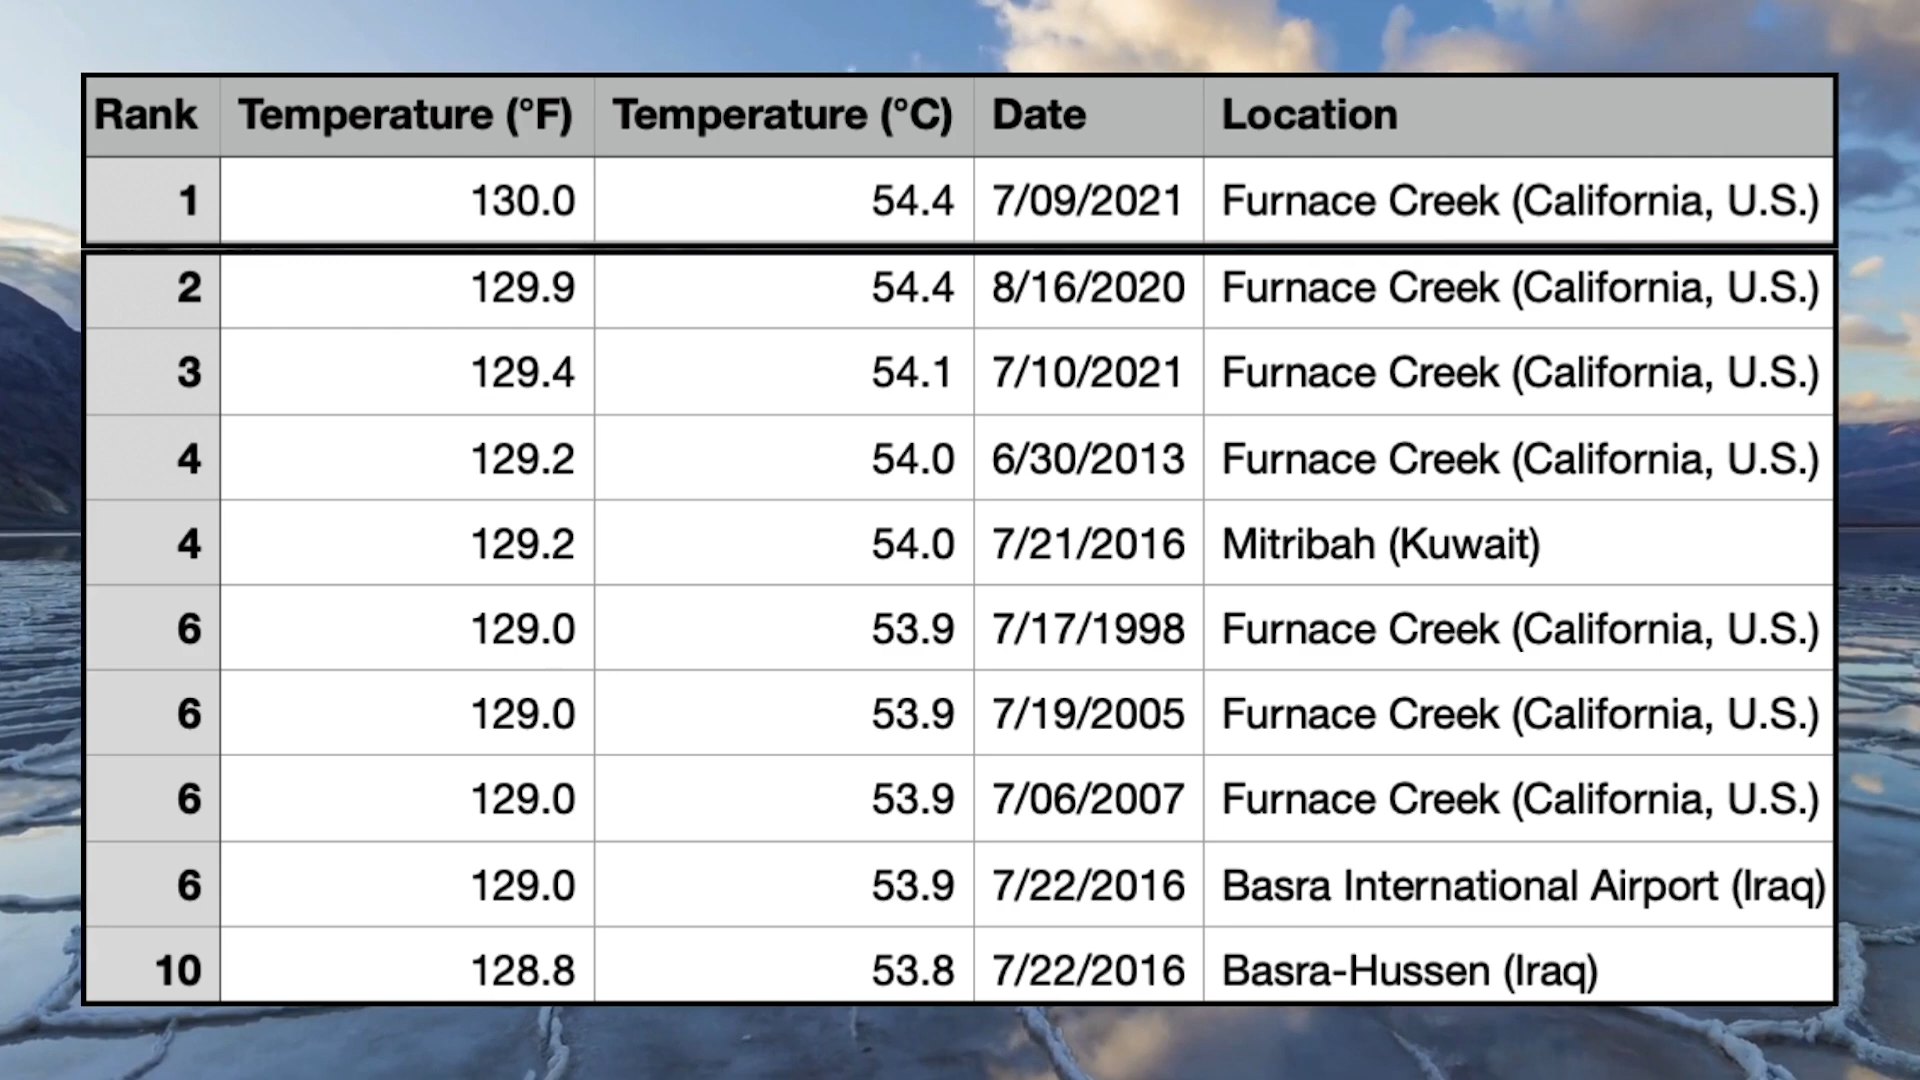 Rank Temperature (°F) Temperature (°C) Date Location
1 130.0 54.4 7/09/2021 Furnace Creek (California, U.S.)
2 129.9 54.4 8/16/2020 Furnace Creek (California, U.S.)
3 129.4 54.1 7/10/2021 Furnace Creek (California, U.S.)
4 129.2 54.0 6/30/2013 Furnace Creek (California, U.S.)
4 129.2 54.0 7/21/2016 Mitribah (Kuwait)
6 129.0 53.9 7/17/1998 Furnace Creek (California, U.S.)
6 129.0 53.9 7/19/2005 Furnace Creek (California, U.S.)
6 129.0 53.9 7/06/2007 Furnace Creek (California, U.S.)
6 129.0 53.9 7/22/2016 Basra International Airport (Iraq)
10 128.8 53.8 7/22/2016 Basra-Hussen (Iraq)